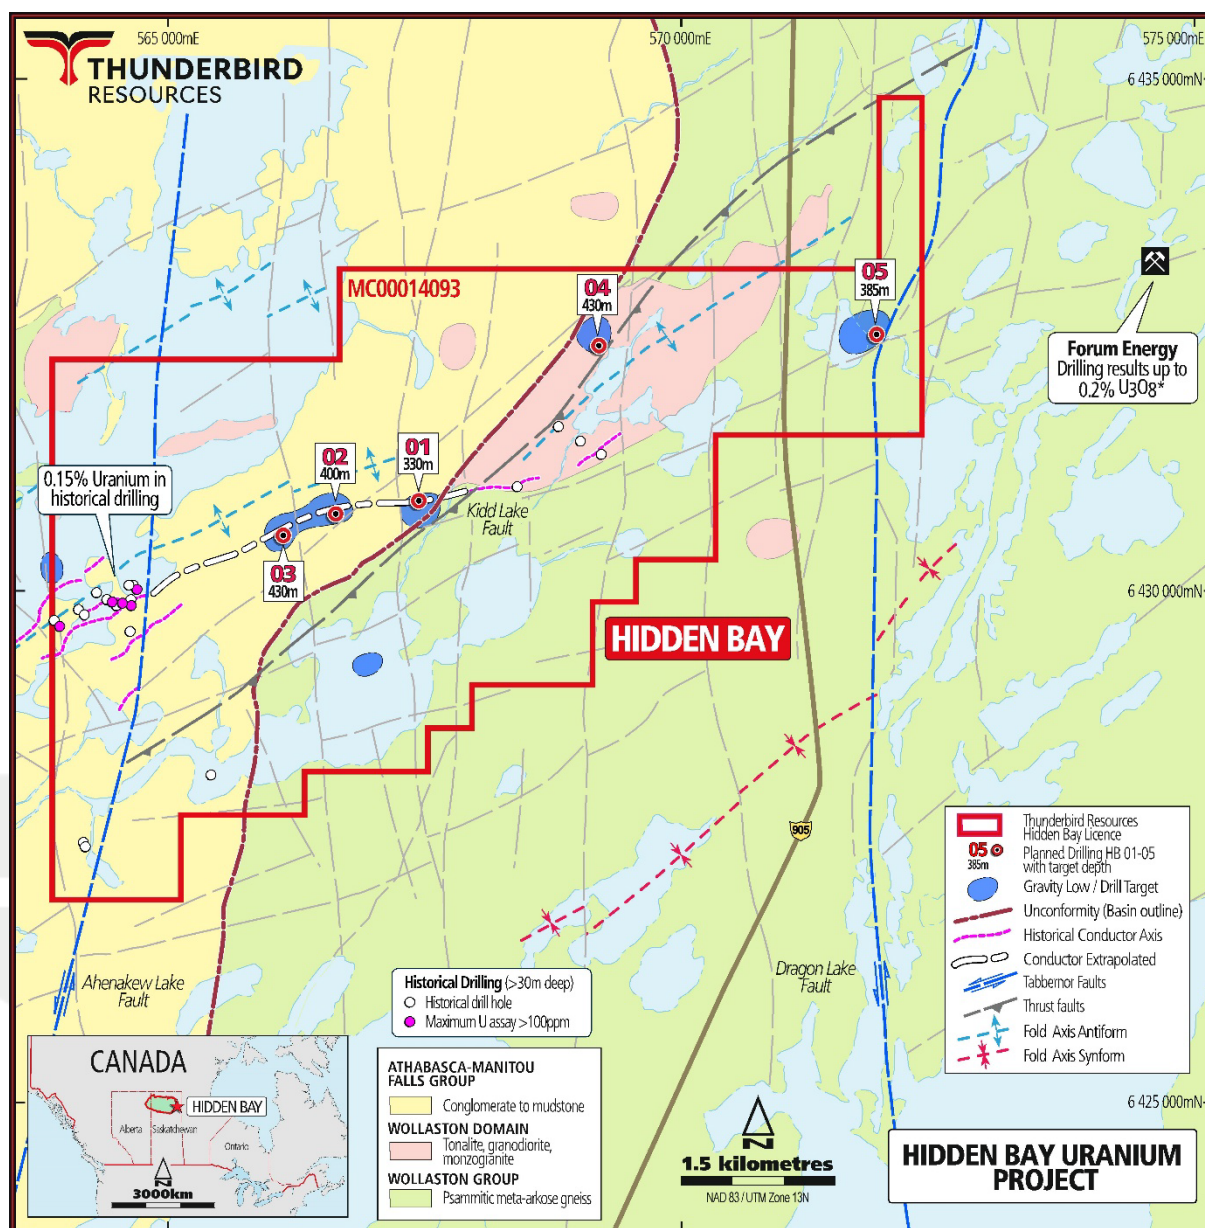 565 000mE
570 000mE
575 000mE
THUNDERBIRD
RESOURCES
6 435 000mN
MC00014093
04
430m
05
385m
Forum Energy
Drilling results up to
0.2% U3O8*
01
330m
02
400m
0.15% Uranium in
historical drilling
Kidd Lake
Fault
03
430m
6 430 000mN
HIDDEN BAY
905
Thunderbird Resources
Hidden Bay Licence
05
385m
Planned Drilling HB 01-05
with target depth
Gravity Low / Drill Target
Unconformity (Basin outline)
Historical Conductor Axis
Conductor Extrapolated
Tabbernor Faults
Thrust faults
Fold Axis Antiform
Fold Axis Synform
Ahenakew Lake
Fault
Dragon Lake
Fault
Historical Drilling (>30m deep)
Historical drill hole
Maximum U assay >100ppm
CANADA
HIDDEN BAY
Alberta
Saskatchewan
Ontario
N
3000km
ATHABASCA-MANITOU
FALLS GROUP
Conglomerate to mudstone
WOLLASTON DOMAIN
Tonalite, granodiorite,
monzogranite
WOLLASTON GROUP
Psammitic meta-arkose gneiss
N
1.5 kilometres
NAD 83 / UTM Zone 13N
6 425 000mN
HIDDEN BAY URANIUM
PROJECT